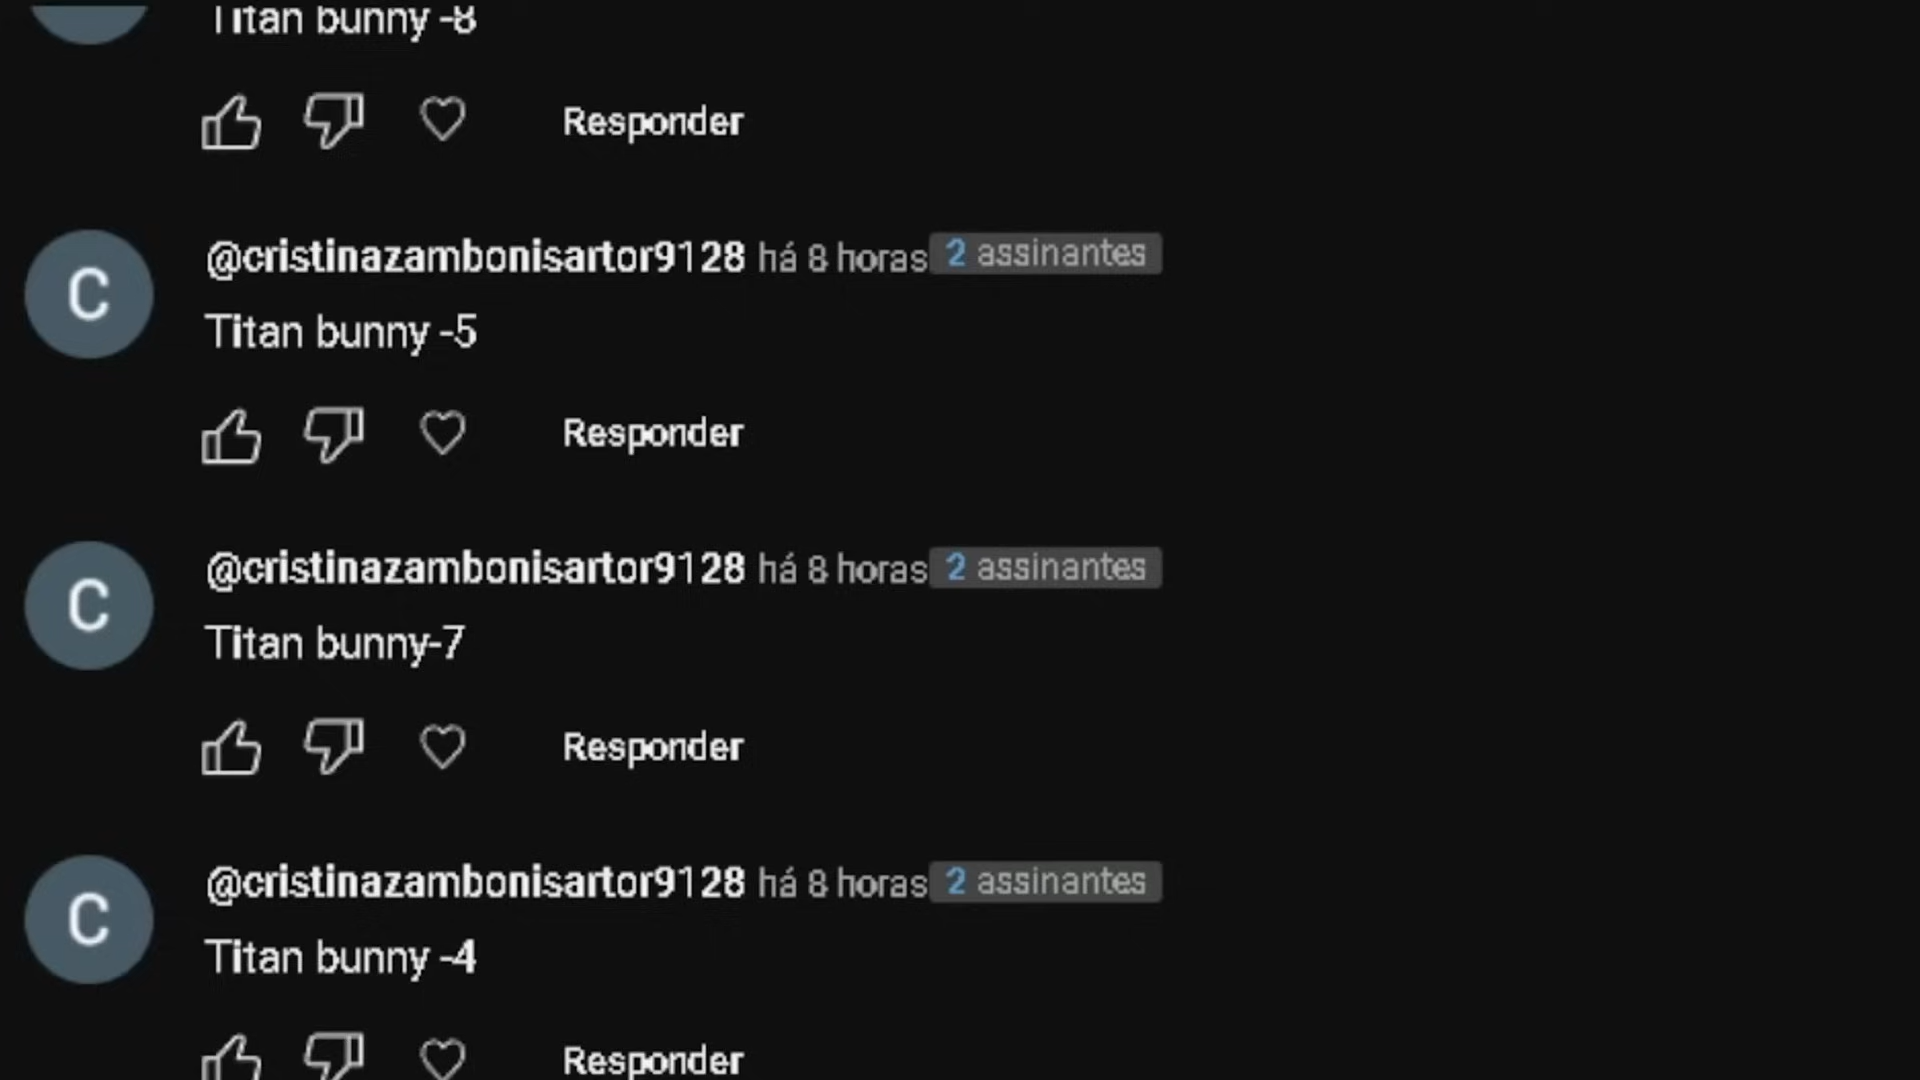 Titan bunny -8
Responder
C
@cristinazambonisartor9128 há 8 horas 2 assinantes
Titan bunny -5
Responder
C
@cristinazambonisartor9128 há 8 horas 2 assinantes
Titan bunny-7
Responder
C
@cristinazambonisartor9128 há 8 horas 2 assinantes
Titan bunny -4
Responder